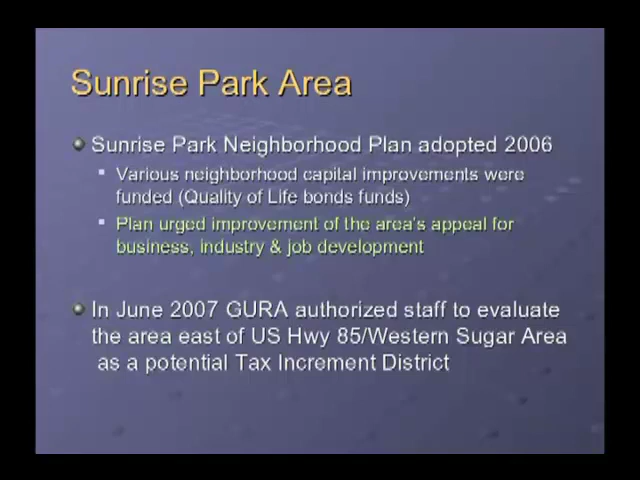 Sunrise Park Area
Sunrise Park Neighborhood Plan adopted 2006
Various neighborhood capital improvements were
funded (Quality of Life bonds funds)
Plan urged improvement of the area's appeal for
business, industry & job development
In June 2007 GURA authorized staff to evaluate
the area east of US Hwy 85/Western Sugar Area
as a potential Tax Increment District